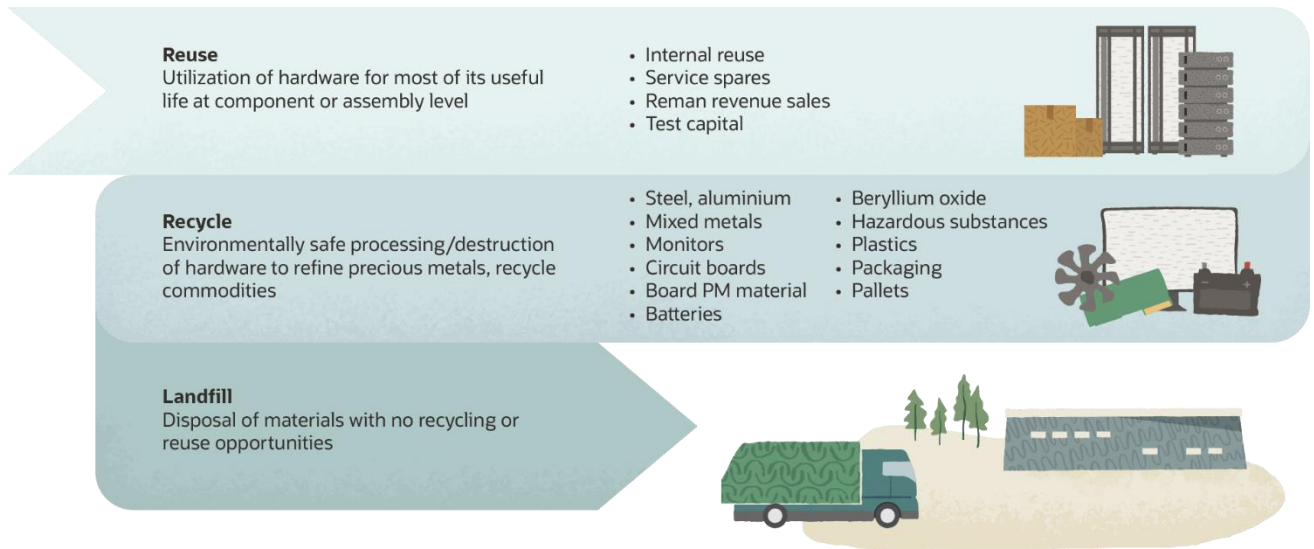 Reuse
Utilization of hardware for most of its useful
life at component or assembly level
• Internal reuse
• Service spares
• Reman revenue sales
• Test capital
Recycle
Environmentally safe processing/destruction
of hardware to refine precious metals, recycle
commodities
• Steel, aluminium
• Mixed metals
• Monitors
• Circuit boards
• Board PM material
• Batteries
• Beryllium oxide
• Hazardous substances
• Plastics
• Packaging
• Pallets
Landfill
Disposal of materials with no recycling or
reuse opportunities